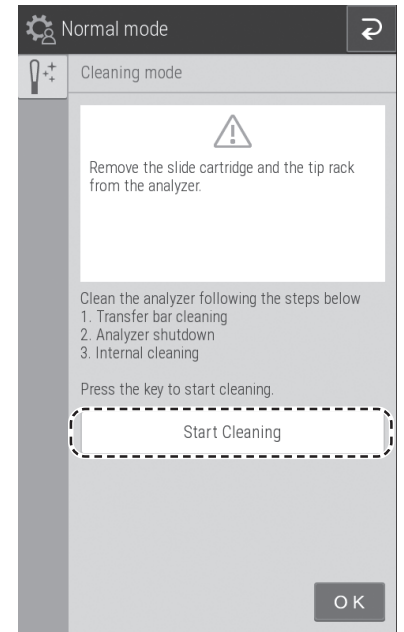 Normal mode
Cleaning mode
Remove the slide cartridge and the tip rack
from the analyzer.
Clean the analyzer following the steps below
1. Transfer bar cleaning
2. Analyzer shutdown
3. Internal cleaning
Press the key to start cleaning.
Start Cleaning
OK